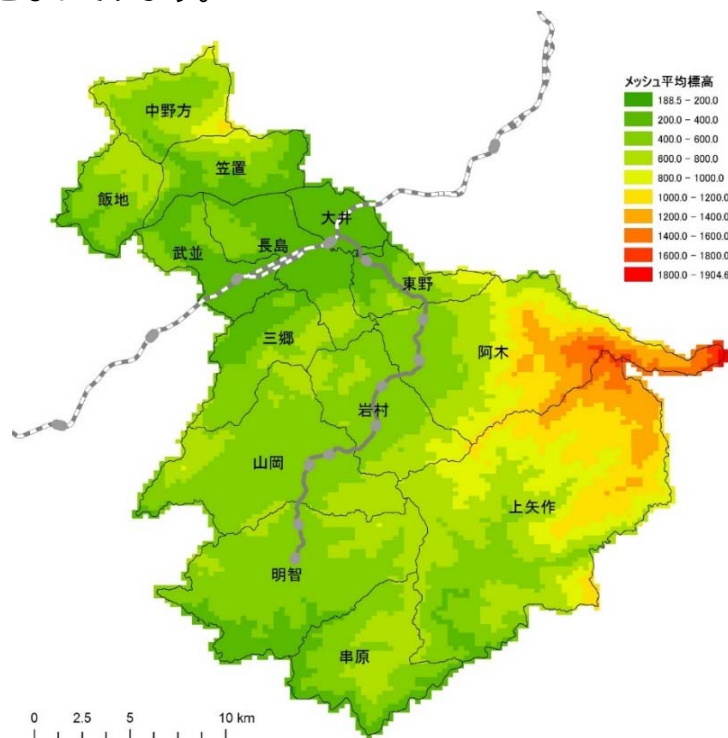 メッシュ平均標高
188.5 - 200.0
200.0 - 400.0
400.0 - 600.0
600.0 - 800.0
800.0 - 1000.0
1000.0 - 1200.0
1200.0 - 1400.0
1400.0 - 1600.0
1600.0 - 1800.0
1800.0 - 1904.6
中野方
笠置
飯地
大井
武並
長島
東野
三郷
阿木
岩村
山岡
上矢作
明智
串原
0 2.5 5 10 km